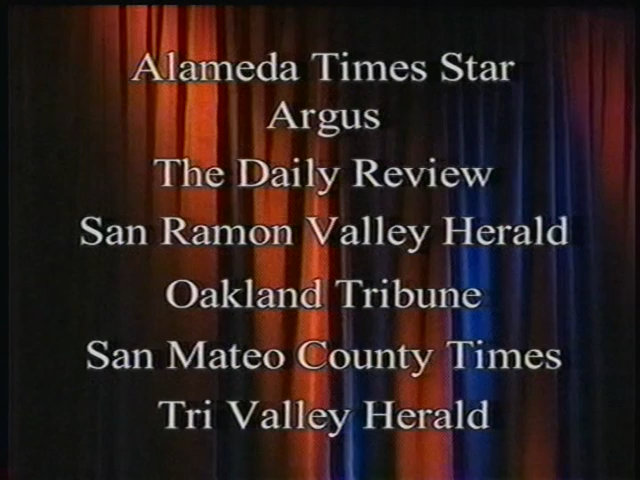 Alameda Times Star
Argus
The Daily Review
San Ramon Valley Herald
Oakland Tribune
San Mateo County Times
Tri Valley Herald